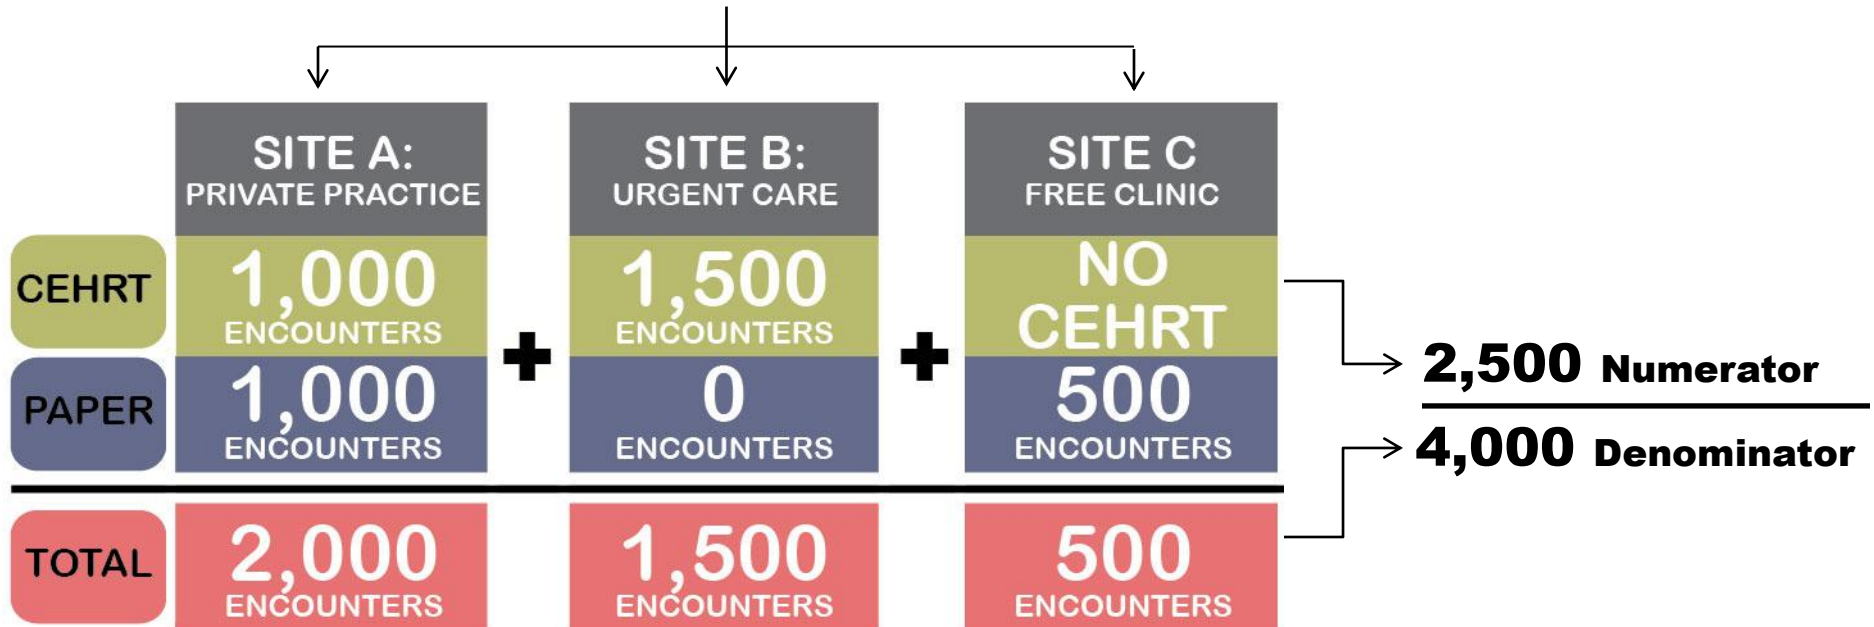 SITE A:
PRIVATE PRACTICE
SITE B:
URGENT CARE
SITE C
FREE CLINIC
CEHRT
1,000
ENCOUNTERS
1,500
ENCOUNTERS
NO
CEHRT
PAPER
1,000
ENCOUNTERS
+
0
ENCOUNTERS
+
500
ENCOUNTERS
2,500 Numerator
4,000 Denominator
TOTAL
2,000
ENCOUNTERS
1,500
ENCOUNTERS
500
ENCOUNTERS